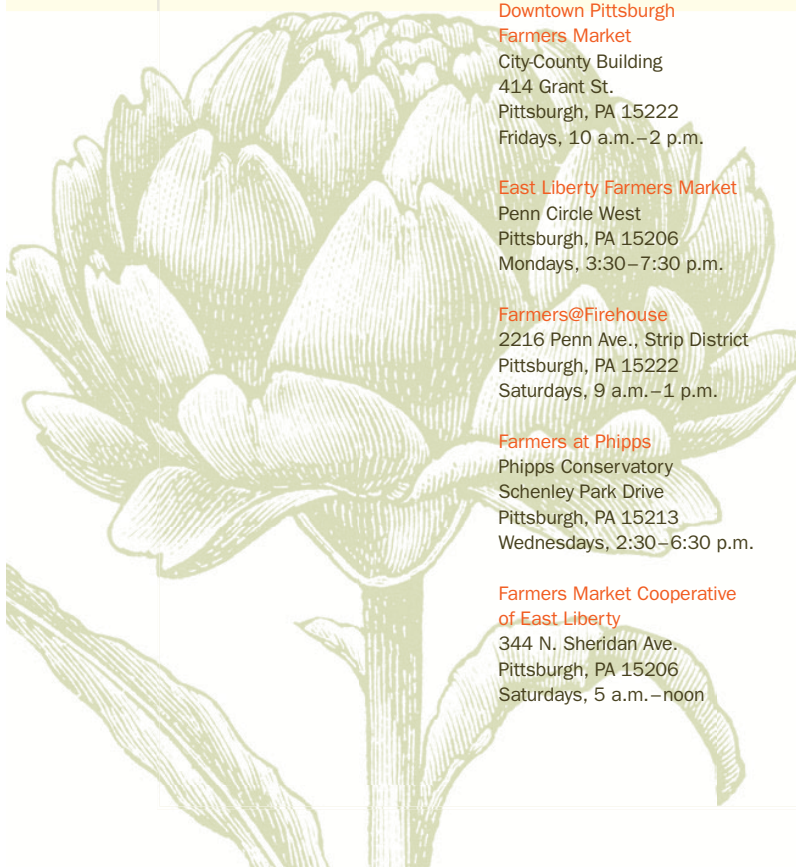 Downtown Pittsburgh
Farmers Market
City-County Building
414 Grant St.
Pittsburgh, PA 15222
Fridays, 10 a.m.–2 p.m.
East Liberty Farmers Market
Penn Circle West
Pittsburgh, PA 15206
Mondays, 3:30–7:30 p.m.
Farmers@Firehouse
2216 Penn Ave., Strip District
Pittsburgh, PA 15222
Saturdays, 9 a.m.–1 p.m.
Farmers at Phipps
Phipps Conservatory
Schenley Park Drive
Pittsburgh, PA 15213
Wednesdays, 2:30–6:30 p.m.
Farmers Market Cooperative
of East Liberty
344 N. Sheridan Ave.
Pittsburgh, PA 15206
Saturdays, 5 a.m.–noon